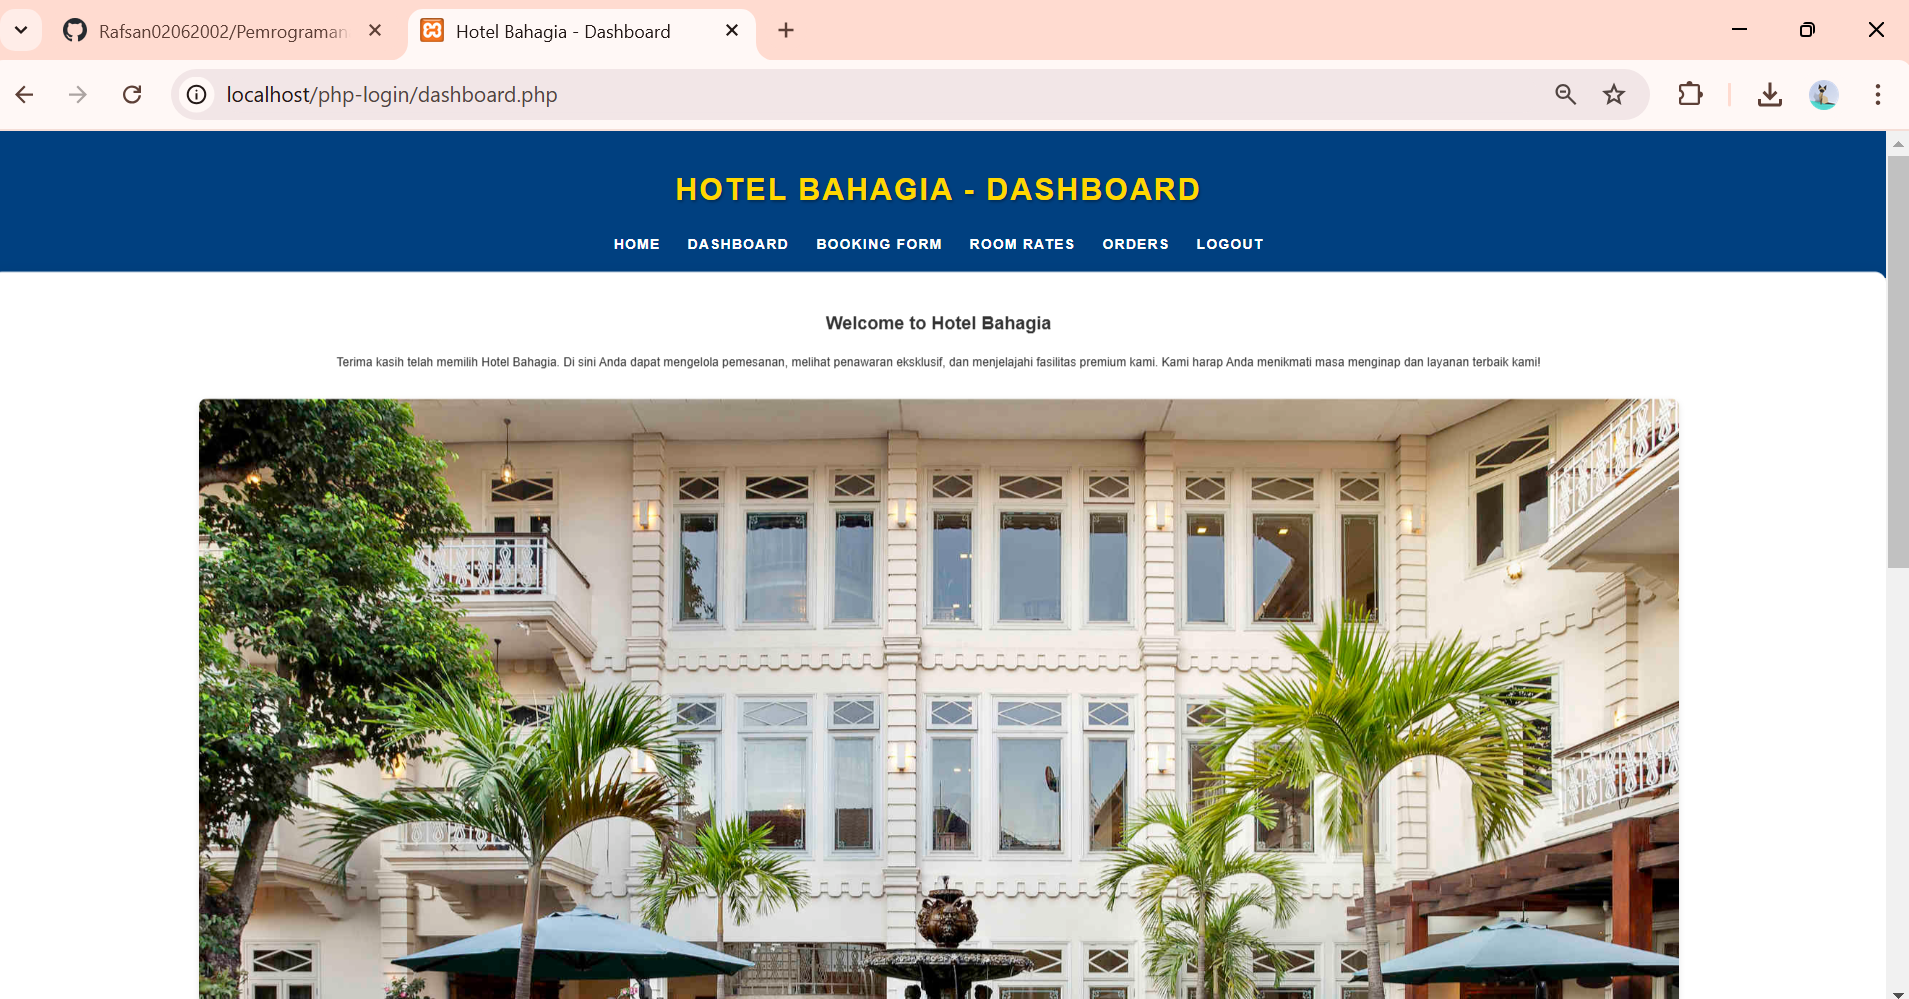 Rafsan02062002/Pemrograman
Hotel Bahagia - Dashboard
localhost/php-login/dashboard.php
HOTEL BAHAGIA - DASHBOARD
HOME DASHBOARD BOOKING FORM ROOM RATES ORDERS LOGOUT
Welcome to Hotel Bahagia
Terima kasih telah memilih Hotel Bahagia. Di sini Anda dapat mengelola pemesanan, melihat penawaran eksklusif, dan menjelajahi fasilitas premium kami. Kami harap Anda menikmati masa menginap dan layanan terbaik kami!